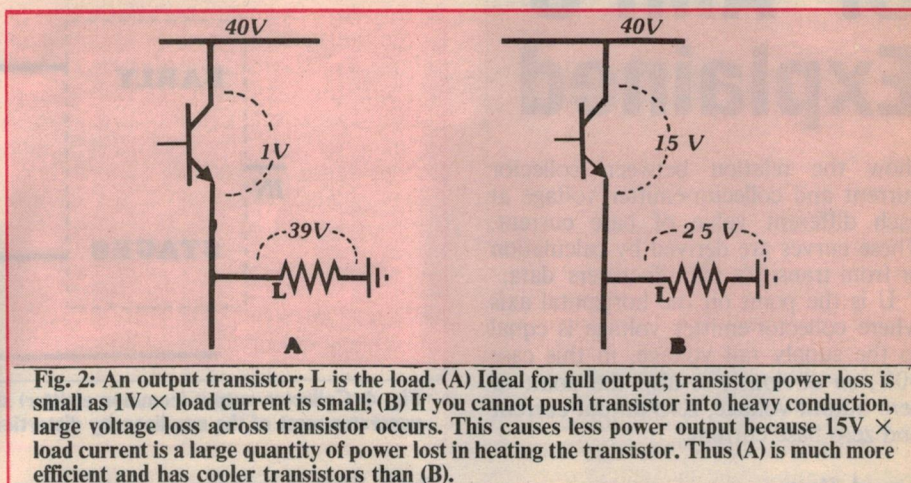 40V
1V
39V
L
A
40V
15 V
25V
L
B
Fig. 2: An output transistor; L is the load. (A) Ideal for full output; transistor power loss is
small as 1V × load current is small; (B) If you cannot push transistor into heavy conduction,
large voltage loss across transistor occurs. This causes less power output because 15V ×
load current is a large quantity of power lost in heating the transistor. Thus (A) is much more
efficient and has cooler transistors than (B).